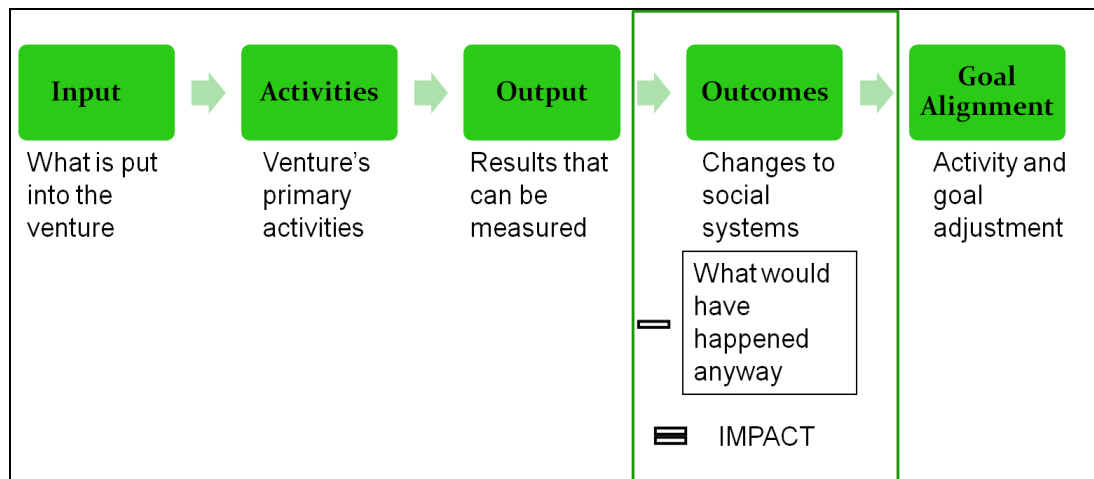 Input
Activities
Output
Outcomes
Goal
Alignment
What is put
into the
venture
Venture’s
primary
activities
Results that
can be
measured
Changes to
social
systems
Activity and
goal
adjustment
What would
have
happened
anyway
IMPACT